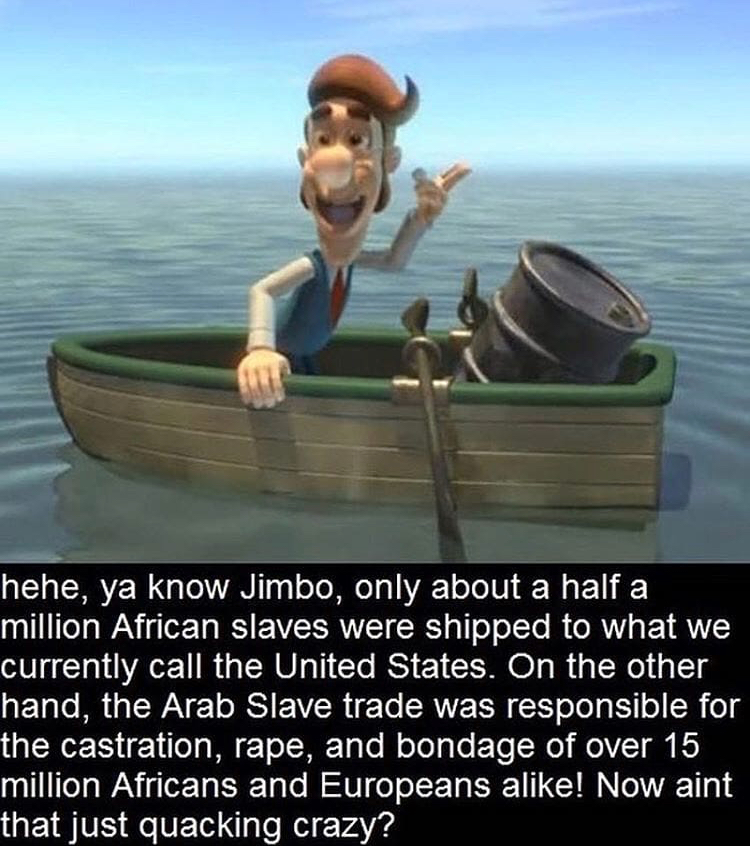 hehe, ya know Jimbo, only about a half a
million African slaves were shipped to what we
currently call the United States. On the other
hand, the Arab Slave trade was responsible for
the castration, rape, and bondage of over 15
million Africans and Europeans alike! Now aint
that just quacking crazy?